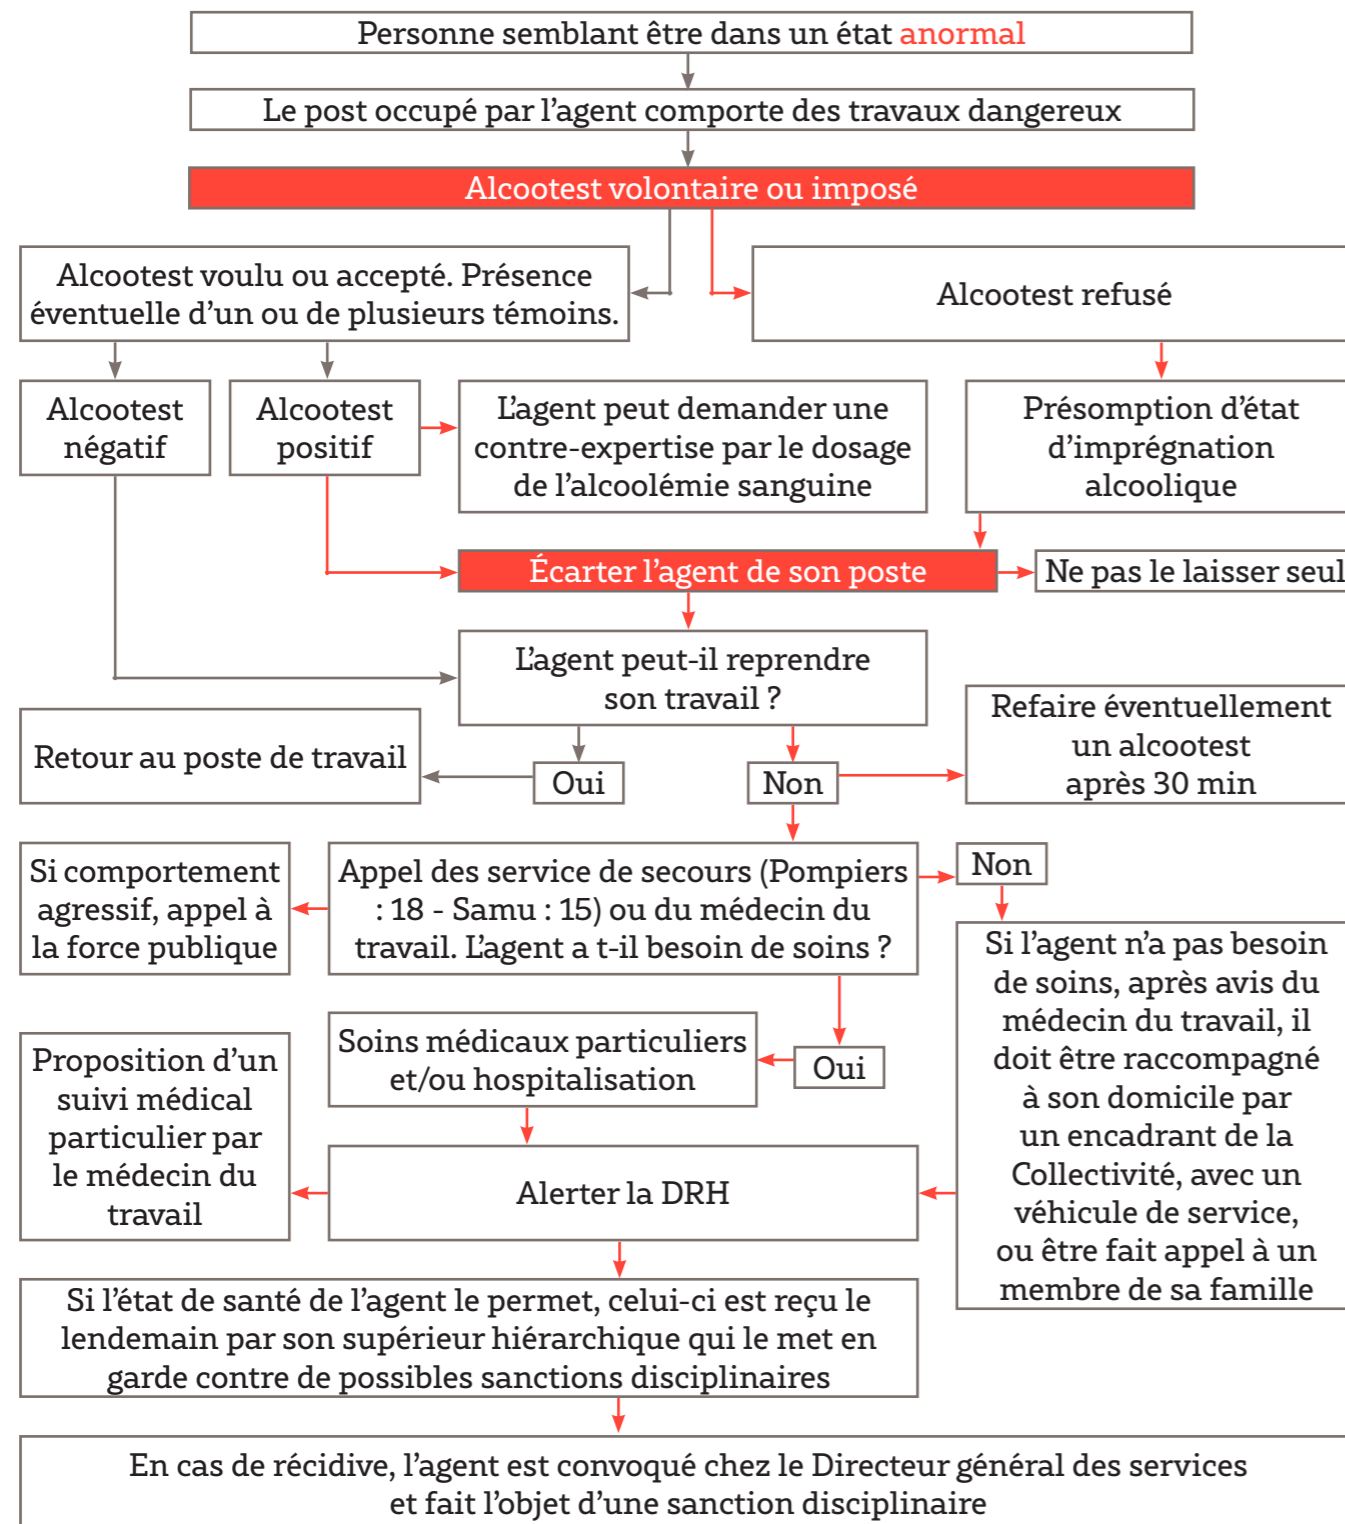 Personne semblant être dans un état anormal
Le post occupé par l'agent comporte des travaux dangereux
Alcootest volontaire ou imposé
Alcootest voulu ou accepté. Présence
éventuelle d'un ou de plusieurs témoins.
Alcootest refusé
Alcootest
négatif
Alcootest
positif
L'agent peut demander une
contre-expertise par le dosage
de l'alcoolémie sanguine
Présomption d'état
d'imprégnation
alcoolique
Écarter l'agent de son poste
Ne pas le laisser seul
L'agent peut-il reprendre
son travail ?
Retour au poste de travail
Oui
Non
Refaire éventuellement
un alcootest
après 30 min
Si comportement
agressif, appel à
la force publique
Appel des service de secours (Pompiers
: 18 - Samu : 15) ou du médecin du
travail. L'agent a t-il besoin de soins ?
Non
Si l'agent n'a pas besoin
de soins, après avis du
médecin du travail, il
doit être raccompagné
à son domicile par
un encadrant de la
Collectivité, avec un
véhicule de service,
ou être fait appel à un
membre de sa famille
Soins médicaux particuliers
et/ou hospitalisation
Oui
Proposition d'un
suivi médical
particulier par
le médecin du
travail
Alerter la DRH
Si l'état de santé de l'agent le permet, celui-ci est reçu le
lendemain par son supérieur hiérarchique qui le met en
garde contre de possibles sanctions disciplinaires
En cas de récidive, l'agent est convoqué chez le Directeur général des services
et fait l'objet d'une sanction disciplinaire